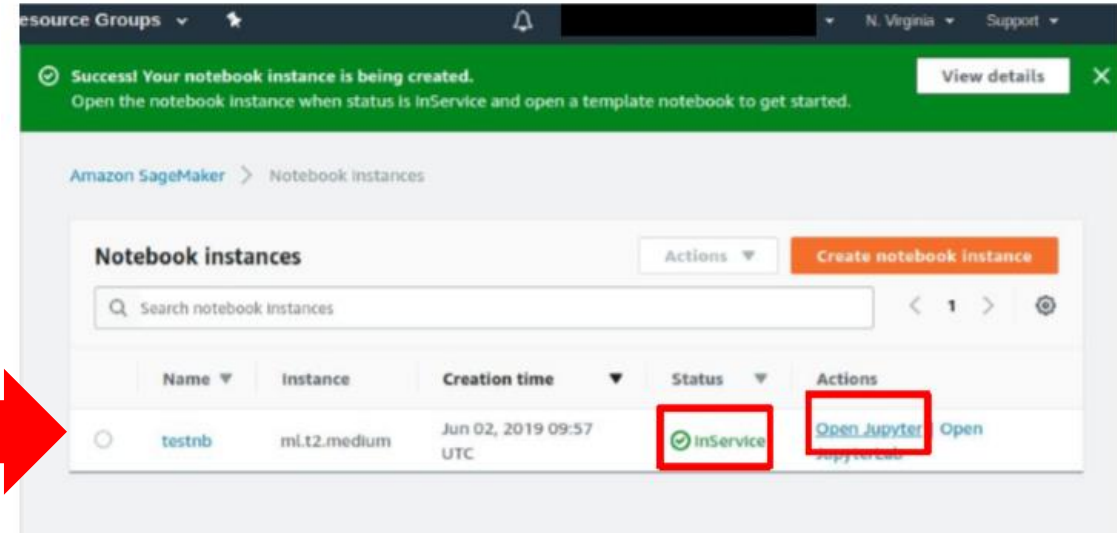 esource Groups
N. Virginia
Support
Success! Your notebook instance is being created.
View details
Open the notebook instance when status is InService and open a template notebook to get started.
Amazon SageMaker > Notebook instances
Notebook instances
Actions
Create notebook instance
Search notebook instances
< 1 >
Name
Instance
Creation time
Status
Actions
testnb
ml.t2.medium
Jun 02, 2019 09:57
UTC
InService
Open Jupyter | Open
JupyterLab